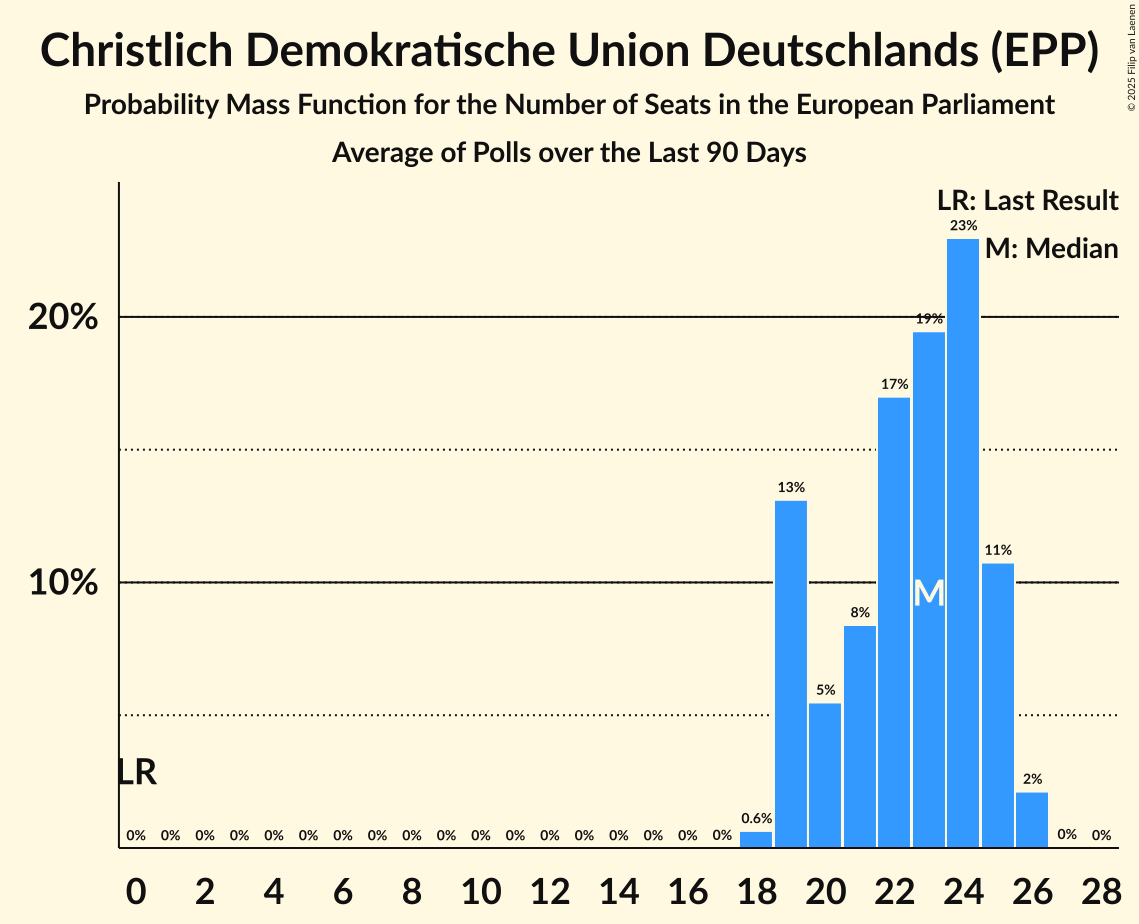 Christlich Demokratische Union Deutschlands (EPP)
Probability Mass Function for the Number of Seats in the European Parliament
Average of Polls over the Last 90 Days
© 2025 Filip van Laenen
LR: Last Result
M: Median
20%
10%
LR
M
0% 0% 0% 0% 0% 0% 0% 0% 0% 0% 0% 0% 0% 0% 0% 0% 0% 0% 0.6% 13% 5% 8% 17% 19% 23% 11% 2% 0% 0%
0 2 4 6 8 10 12 14 16 18 20 22 24 26 28